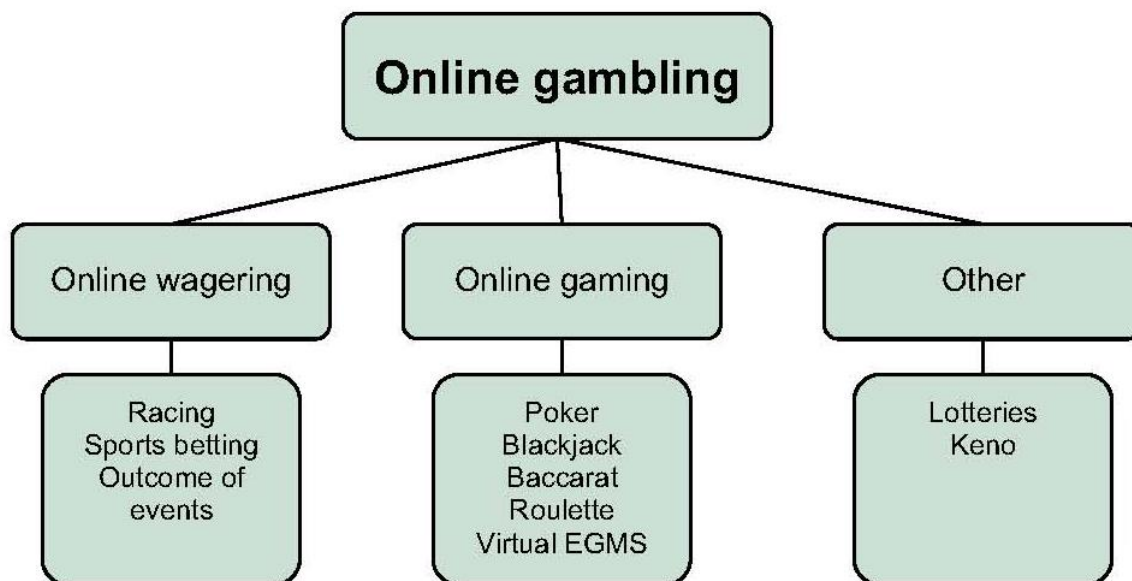 Online gambling
Online wagering
Online gaming
Other
Racing
Sports betting
Outcome of
events
Poker
Blackjack
Baccarat
Roulette
Virtual EGMS
Lotteries
Keno